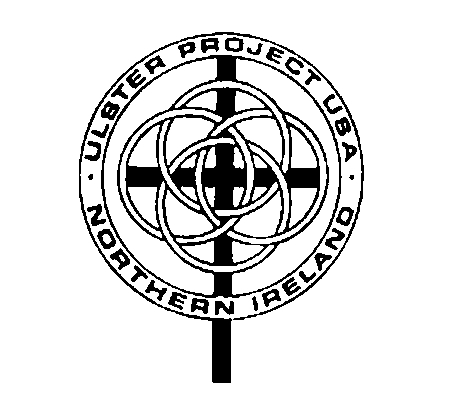 ULSTER PROJECT USA
NORTHERN IRELAND